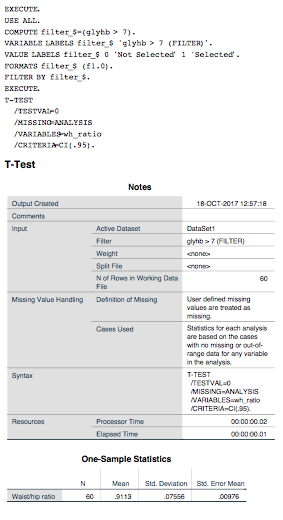 EXECUTE.
USE ALL.
COMPUTE filter_$=(glyhb > 7).
VARIABLE LABELS filter_$ 'glyhb > 7 (FILTER)'.
VALUE LABELS filter_$ 0 'Not Selected' 1 'Selected'.
FORMATS filter_$ (f1.0).
FILTER BY filter_$.
EXECUTE.
T-TEST
/TESTVAL=0
/MISSING=ANALYSIS
/VARIABLES=wh_ratio
/CRITERIA=CI(.95).
T-Test
Notes
Output Created 18-OCT-2017 12:57:18
Comments
Input Active Dataset DataSet1
Filter glyhb > 7 (FILTER)
Weight <none>
Split File <none>
N of Rows in Working Data 60
File
Missing Value Handling Definition of Missing User defined missing
values are treated as
missing.
Cases Used Statistics for each analysis
are based on the cases
with no missing or out-of-
range data for any variable
in the analysis.
Syntax T-TEST
/TESTVAL=0
/MISSING=ANALYSIS
/VARIABLES=wh_ratio
/CRITERIA=CI(.95).
Resources Processor Time 00:00:00.02
Elapsed Time 00:00:00.01
One-Sample Statistics
N Mean Std. Deviation Std. Error Mean
Waist/hip ratio 60 .9113 .07556 .00976